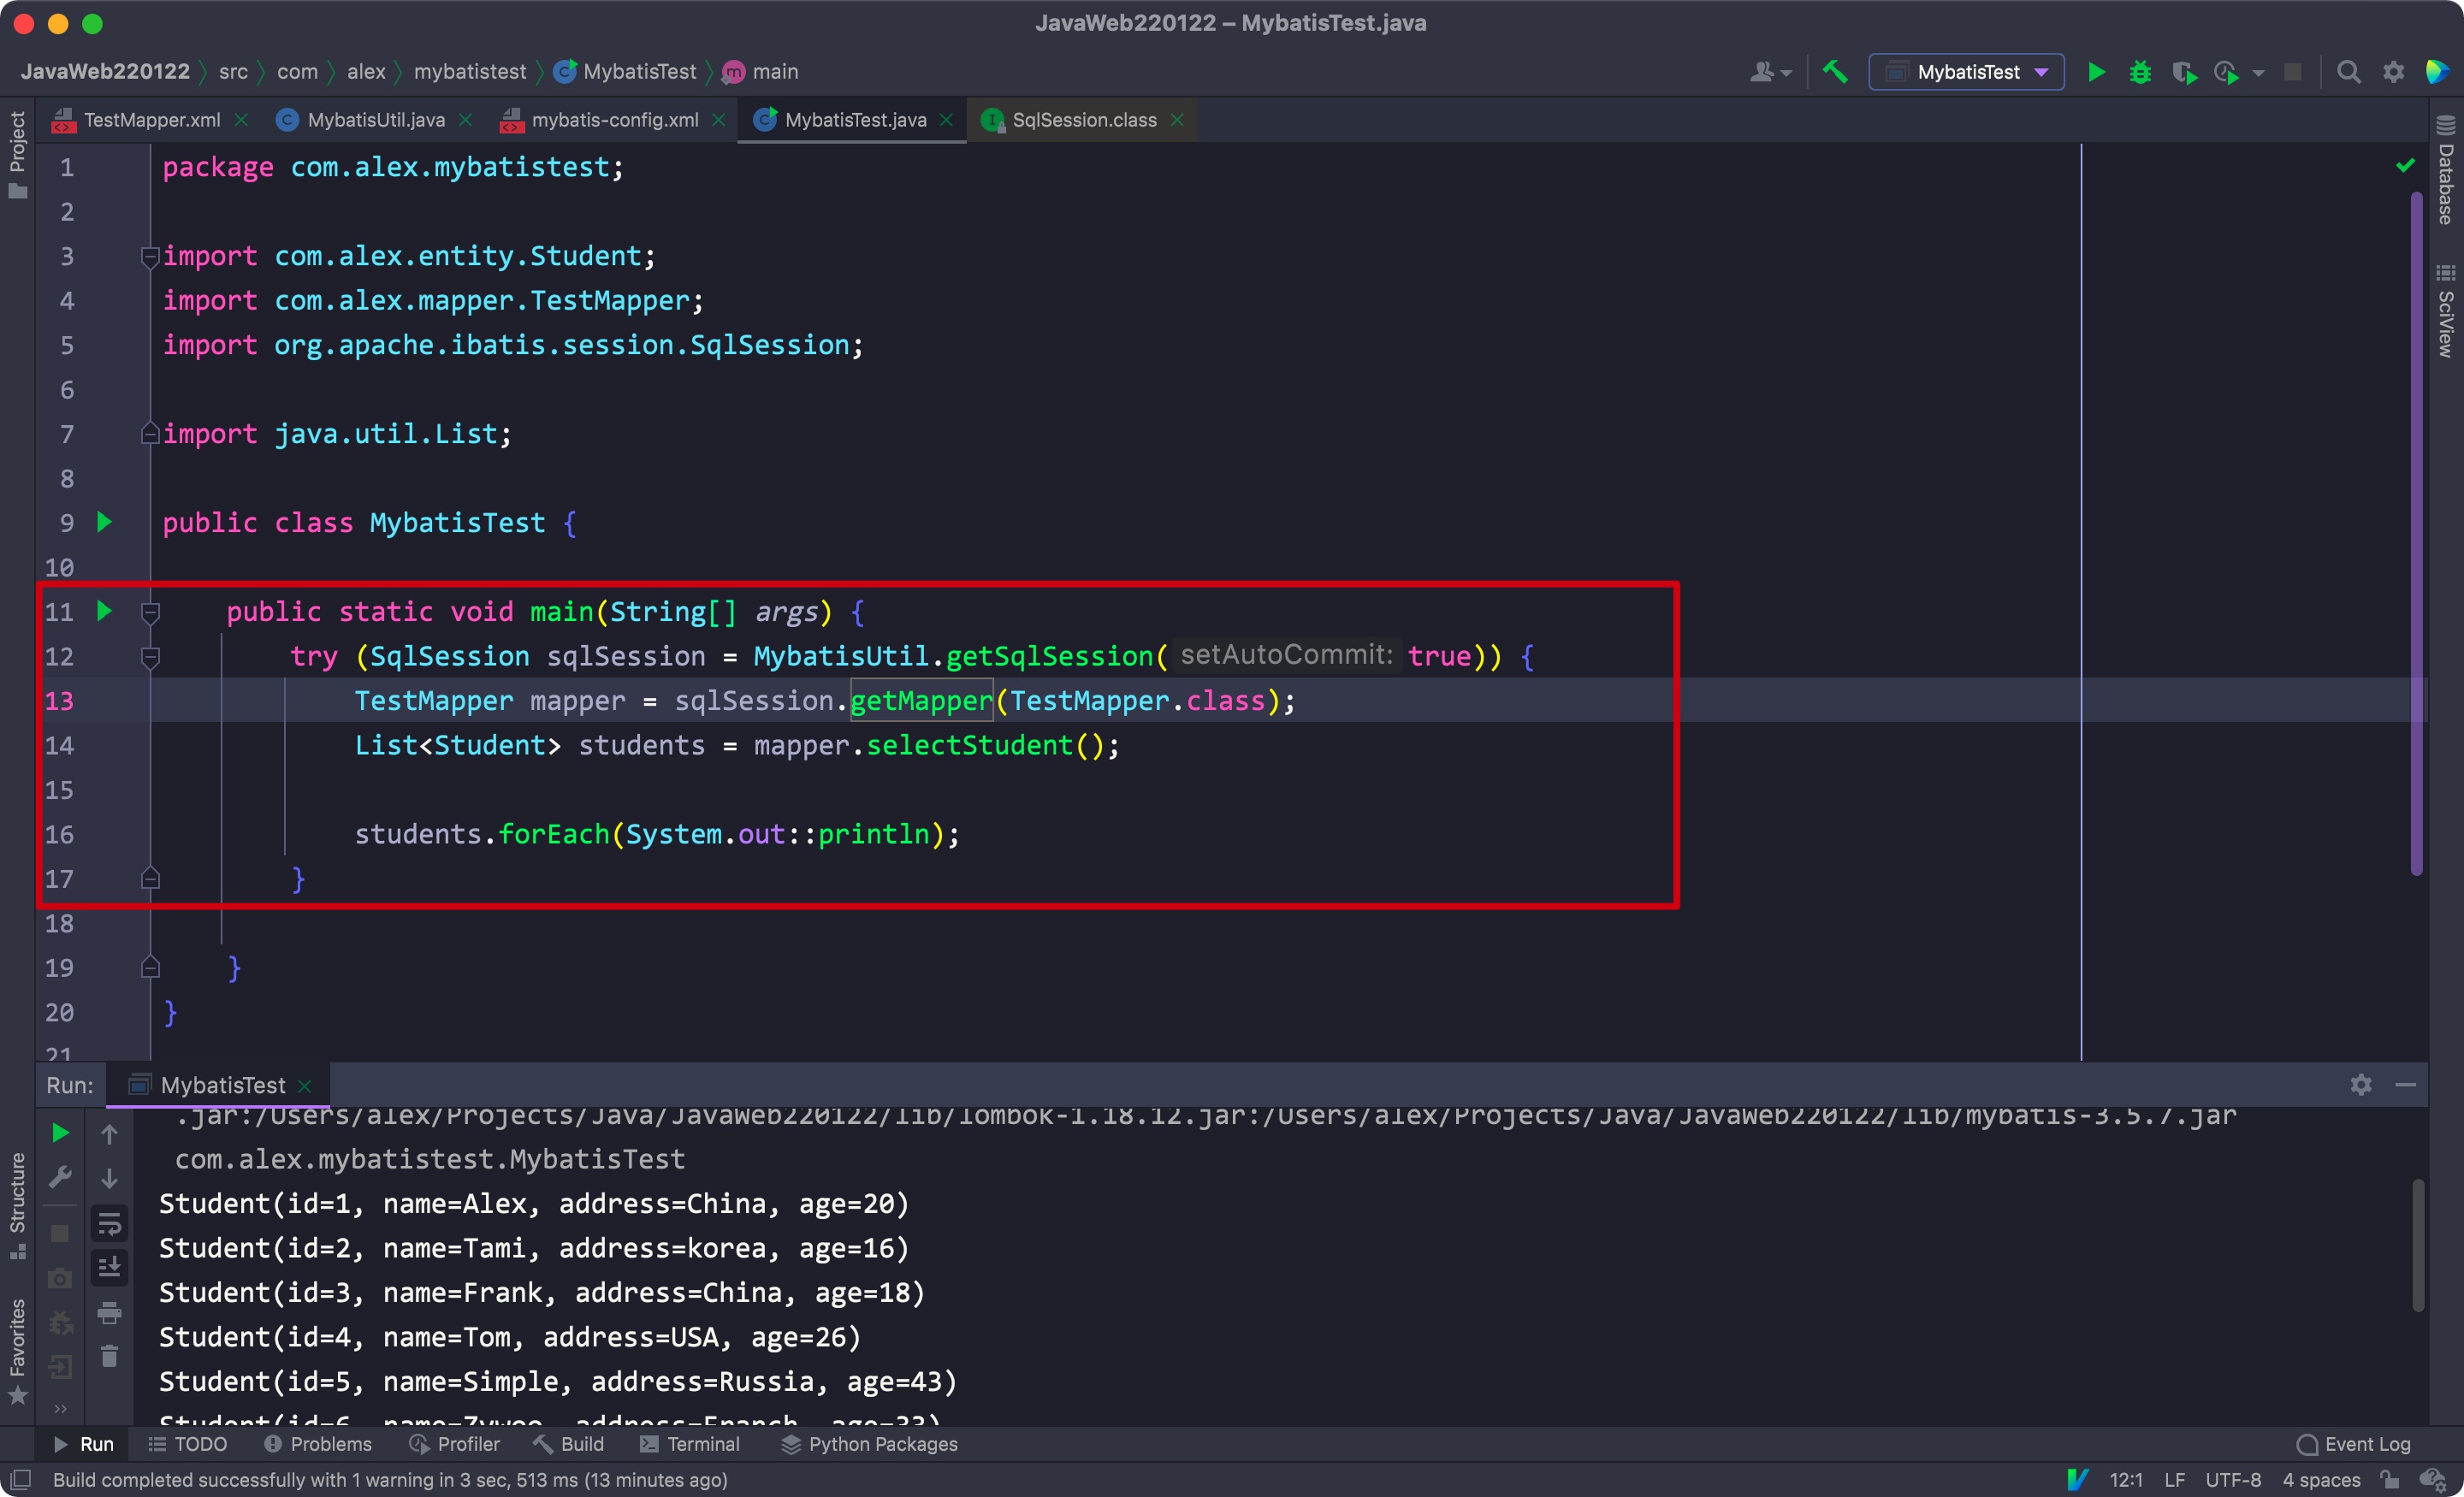 JavaWeb220122 – MybatisTest.java
JavaWeb220122 src com alex mybatistest MybatisTest main
MybatisTest
TestMapper.xml MybatisUtil.java mybatis-config.xml MybatisTest.java SqlSession.class
Project
Database
SciView
1 package com.alex.mybatistest;
2
3 import com.alex.entity.Student;
4 import com.alex.mapper.TestMapper;
5 import org.apache.ibatis.session.SqlSession;
6
7 import java.util.List;
8
9 public class MybatisTest {
10
11 public static void main(String[] args) {
12 try (SqlSession sqlSession = MybatisUtil.getSqlSession( setAutoCommit: true)) {
13 TestMapper mapper = sqlSession.getMapper(TestMapper.class);
14 List<Student> students = mapper.selectStudent();
15
16 students.forEach(System.out::println);
17 }
18
19 }
20 }
21
Run: MybatisTest
.jar:/Users/alex/Projects/Java/JavaWeb220122/lib/lombok-1.18.12.jar:/Users/alex/Projects/Java/JavaWeb220122/lib/mybatis-3.5.7.jar
com.alex.mybatistest.MybatisTest
Student(id=1, name=Alex, address=China, age=20)
Student(id=2, name=Tami, address=korea, age=16)
Student(id=3, name=Frank, address=China, age=18)
Student(id=4, name=Tom, address=USA, age=26)
Student(id=5, name=Simple, address=Russia, age=43)
Student(id=6, name=Zywoo, address=Franch, age=33)
Structure
Favorites
Run TODO Problems Profiler Build Terminal Python Packages Event Log
Build completed successfully with 1 warning in 3 sec, 513 ms (13 minutes ago) 12:1 LF UTF-8 4 spaces